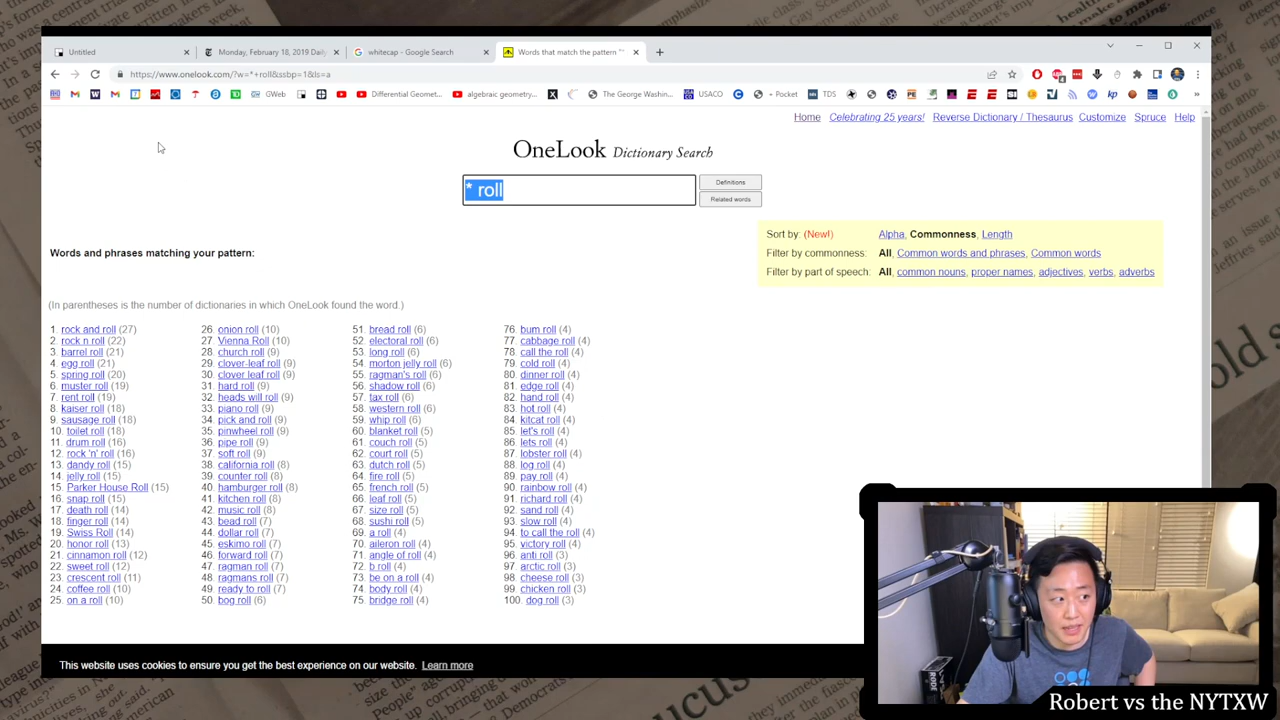 Untitled
Monday, February 18, 2019 Dail
whitecap - Google Search
Words that match the pattern "*
https://www.onelook.com/?w=*+roll&ssbp=1&ls=a
GWeb
Differential Geomet...
algebraic geometry...
The George Washin...
USACO
+ Pocket
TDS
Home
Celebrating 25 years!
Reverse Dictionary / Thesaurus
Customize
Spruce
Help
OneLook Dictionary Search
* roll
Definitions
Related words
Sort by: (New!) Alpha, Commonness, Length
Filter by commonness: All, Common words and phrases, Common words
Filter by part of speech: All, common nouns, proper names, adjectives, verbs, adverbs
Words and phrases matching your pattern:
(In parentheses is the number of dictionaries in which OneLook found the word.)
1. rock and roll (27)
2. rock n roll (22)
3. barrel roll (21)
4. egg roll (21)
5. spring roll (20)
6. muster roll (19)
7. rent roll (19)
8. kaiser roll (18)
9. sausage roll (18)
10. toilet roll (18)
11. drum roll (16)
12. rock 'n' roll (16)
13. dandy roll (15)
14. jelly roll (15)
15. Parker House Roll (15)
16. snap roll (15)
17. death roll (14)
18. finger roll (14)
19. Swiss Roll (14)
20. honor roll (13)
21. cinnamon roll (12)
22. sweet roll (12)
23. crescent roll (11)
24. coffee roll (10)
25. on a roll (10)
26. onion roll (10)
27. Vienna Roll (10)
28. church roll (9)
29. clover-leaf roll (9)
30. clover leaf roll (9)
31. hard roll (9)
32. heads will roll (9)
33. piano roll (9)
34. pick and roll (9)
35. pinwheel roll (9)
36. pipe roll (9)
37. soft roll (9)
38. california roll (8)
39. counter roll (8)
40. hamburger roll (8)
41. kitchen roll (8)
42. music roll (8)
43. bead roll (7)
44. dollar roll (7)
45. eskimo roll (7)
46. forward roll (7)
47. ragman roll (7)
48. ragmans roll (7)
49. ready to roll (7)
50. bog roll (6)
51. bread roll (6)
52. electoral roll (6)
53. long roll (6)
54. morton jelly roll (6)
55. ragman's roll (6)
56. shadow roll (6)
57. tax roll (6)
58. western roll (6)
59. whip roll (6)
60. blanket roll (5)
61. couch roll (5)
62. court roll (5)
63. dutch roll (5)
64. fire roll (5)
65. french roll (5)
66. leaf roll (5)
67. size roll (5)
68. sushi roll (5)
69. a roll (4)
70. aileron roll (4)
71. angle of roll (4)
72. b roll (4)
73. be on a roll (4)
74. body roll (4)
75. bridge roll (4)
76. bum roll (4)
77. cabbage roll (4)
78. call the roll (4)
79. cold roll (4)
80. dinner roll (4)
81. edge roll (4)
82. hand roll (4)
83. hot roll (4)
84. kitcat roll (4)
85. let's roll (4)
86. lets roll (4)
87. lobster roll (4)
88. log roll (4)
89. pay roll (4)
90. rainbow roll (4)
91. richard roll (4)
92. sand roll (4)
93. slow roll (4)
94. to call the roll (4)
95. victory roll (4)
96. anti roll (3)
97. arctic roll (3)
98. cheese roll (3)
99. chicken roll (3)
100. dog roll (3)
This website uses cookies to ensure you get the best experience on our website. Learn more
RODE
Robert vs the NYTXW